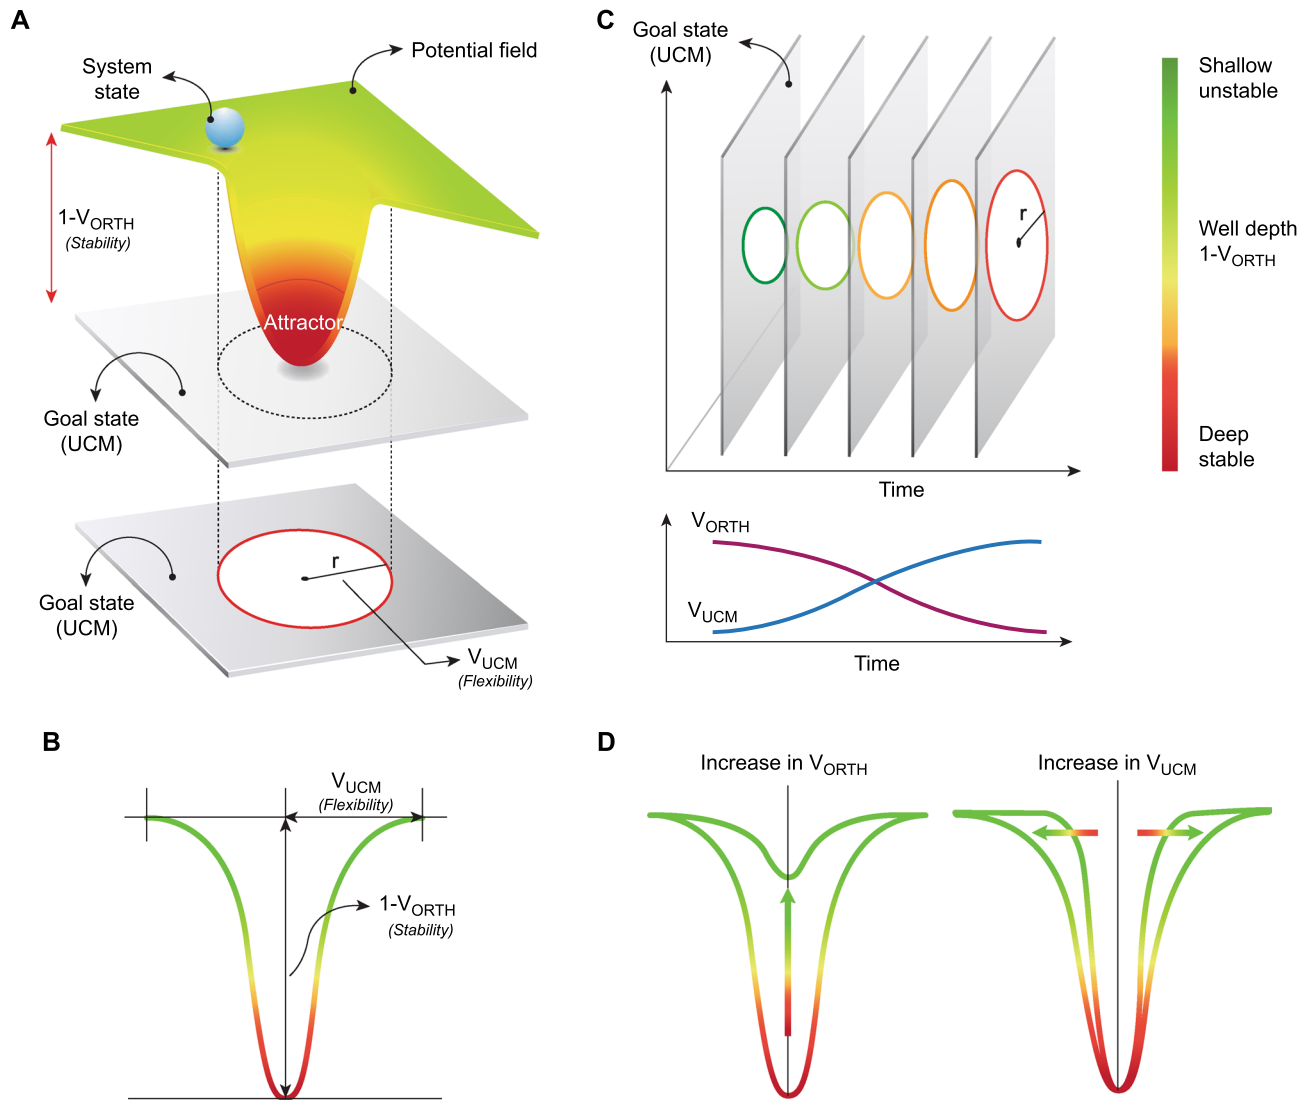 A
System
state
Potential field
1-VORTH
(Stability)
Attractor
Goal state
(UCM)
r
Goal state
(UCM)
VUCM
(Flexibility)
B
VUCM
(Flexibility)
1-VORTH
(Stability)
C
Goal state
(UCM)
r
Time
Shallow
unstable
Well depth
1-VORTH
Deep
stable
VORTH
VUCM
Time
D
Increase in VORTH
Increase in VUCM